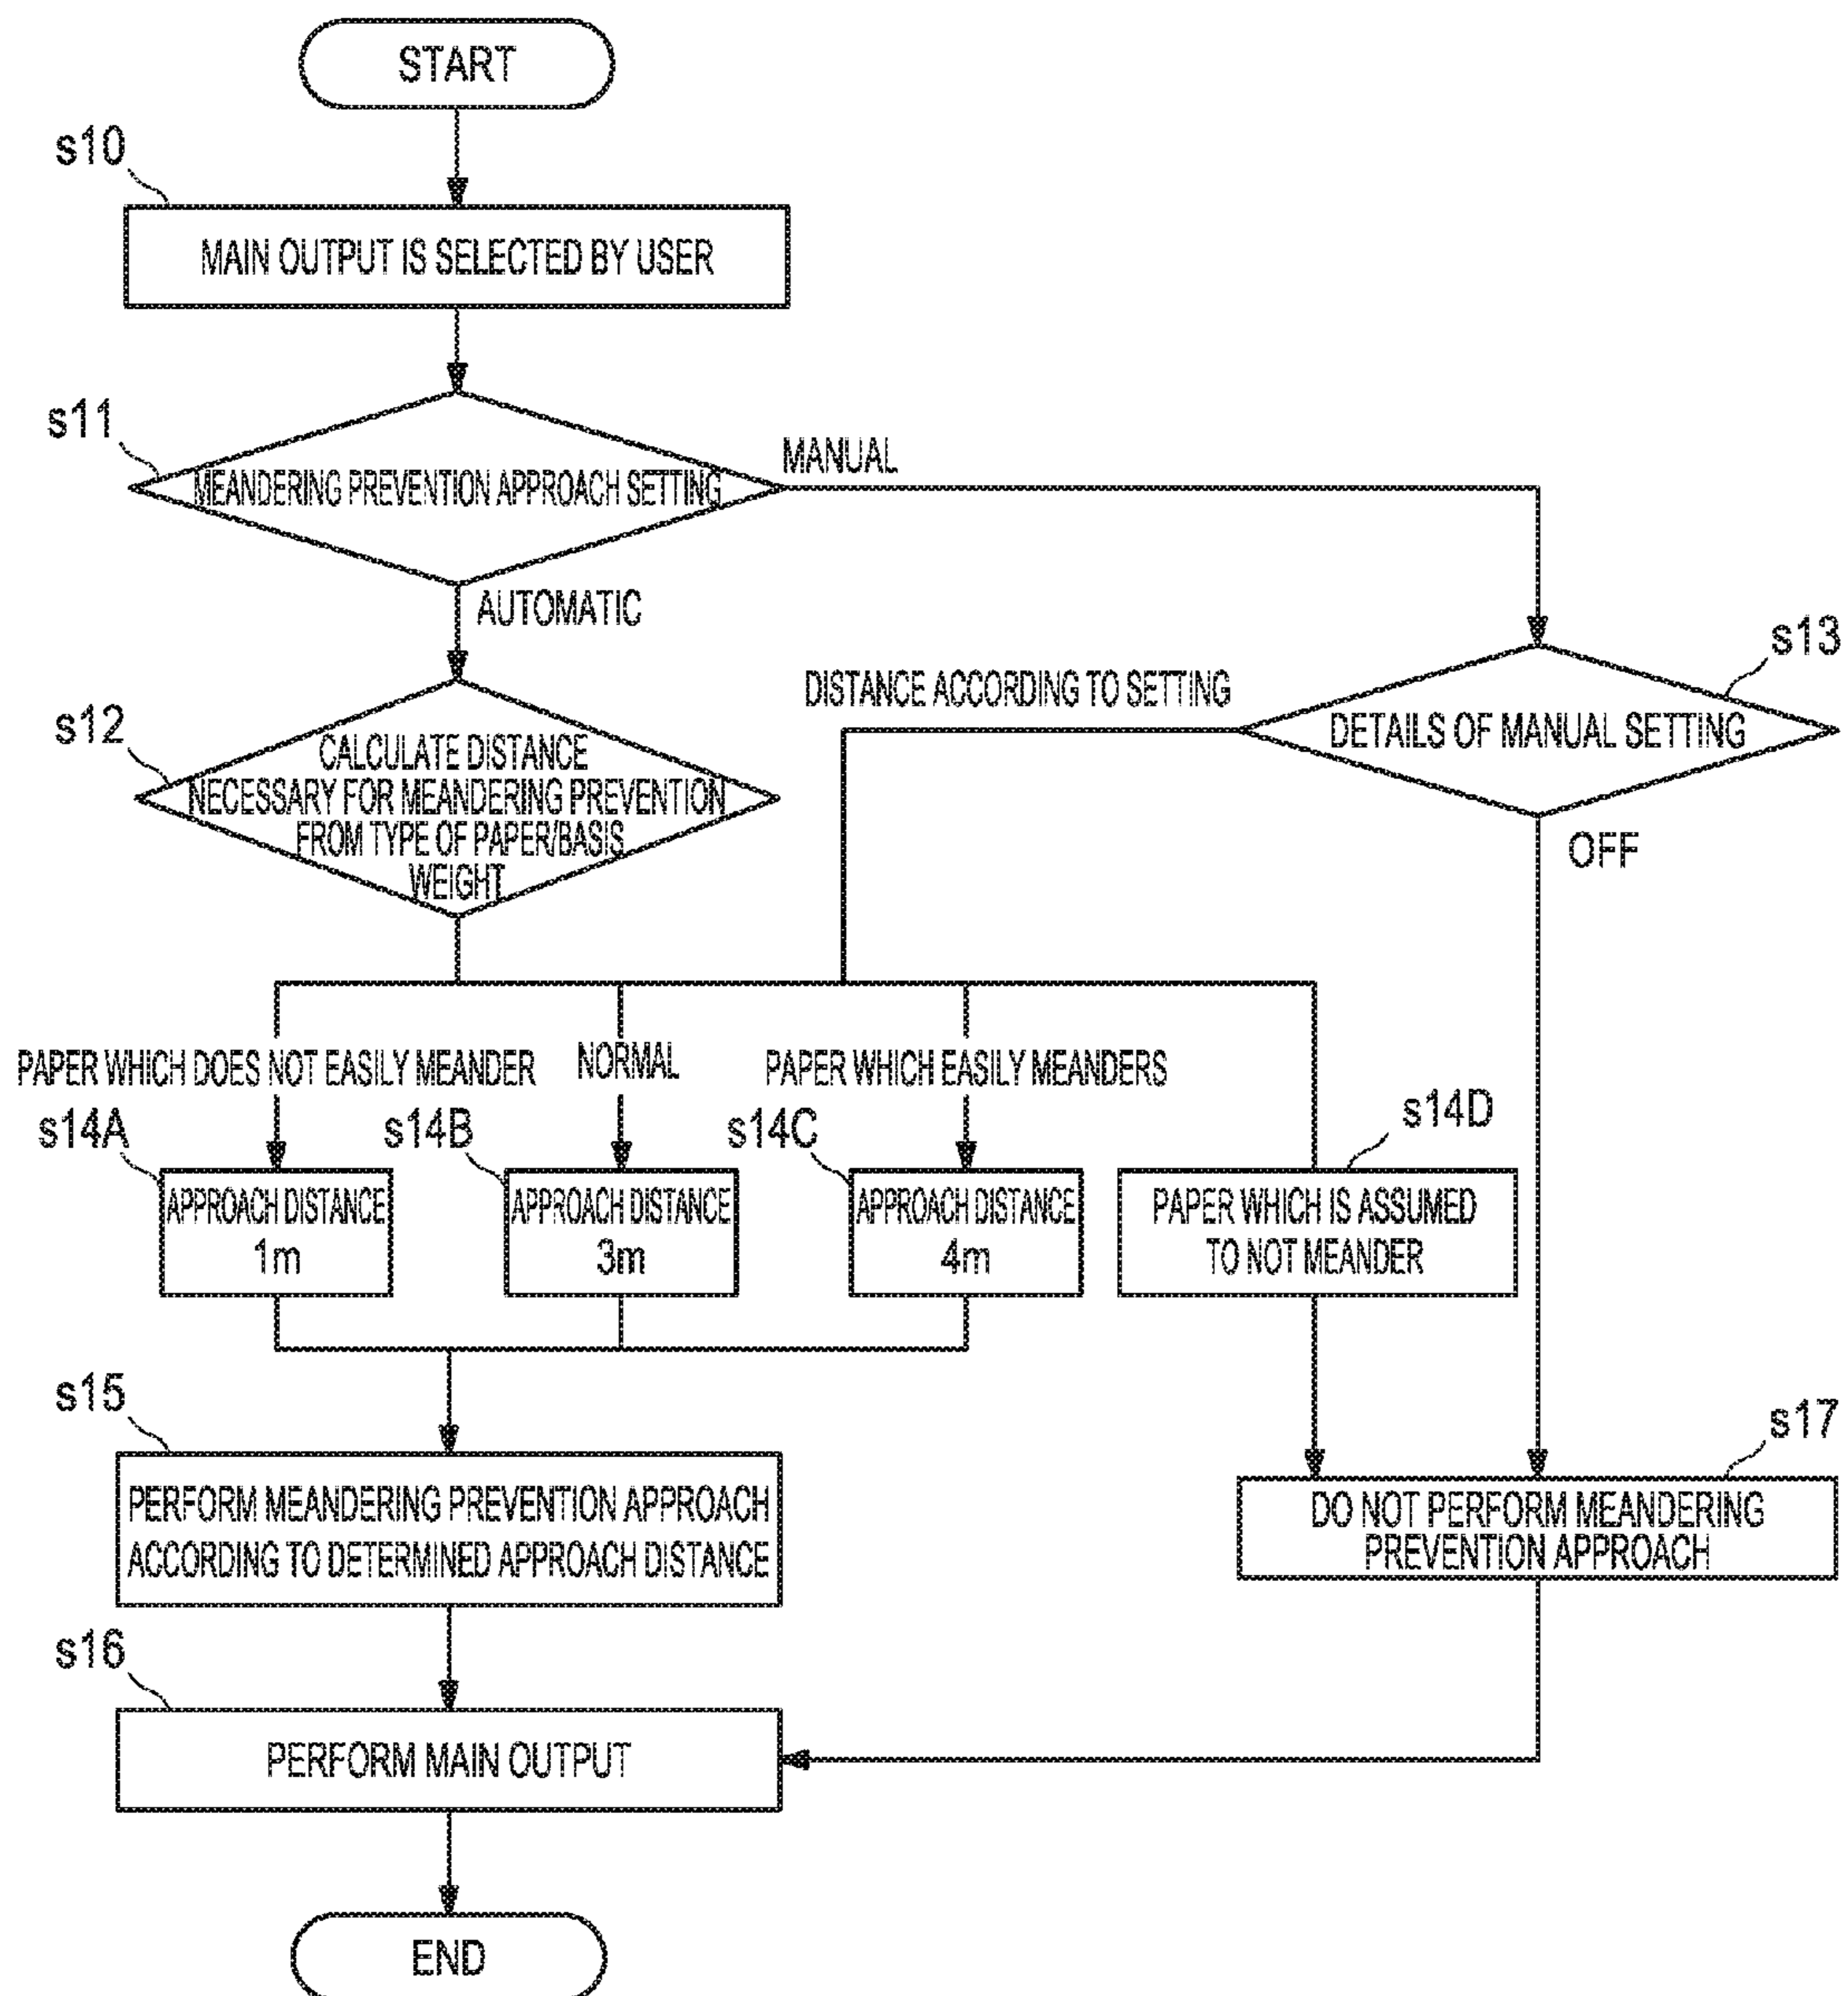 START
s10
MAIN OUTPUT IS SELECTED BY USER
s11
MEANDERING PREVENTION APPROACH SETTING
MANUAL
AUTOMATIC
s13
DISTANCE ACCORDING TO SETTING
DETAILS OF MANUAL SETTING
s12
CALCULATE DISTANCE
NECESSARY FOR MEANDERING PREVENTION
FROM TYPE OF PAPER/BASIS
WEIGHT
OFF
PAPER WHICH DOES NOT EASILY MEANDER
NORMAL
PAPER WHICH EASILY MEANDERS
s14A
s14B
s14C
s14D
APPROACH DISTANCE
1m
APPROACH DISTANCE
3m
APPROACH DISTANCE
4m
PAPER WHICH IS ASSUMED
TO NOT MEANDER
s15
PERFORM MEANDERING PREVENTION APPROACH
ACCORDING TO DETERMINED APPROACH DISTANCE
s17
DO NOT PERFORM MEANDERING
PREVENTION APPROACH
s16
PERFORM MAIN OUTPUT
END